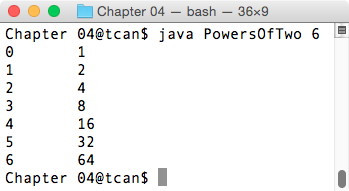 Chapter 04 — bash — 36×9
Chapter 04@tcan$ java PowersOfTwo 6
0 1
1 2
2 4
3 8
4 16
5 32
6 64
Chapter 04@tcan$